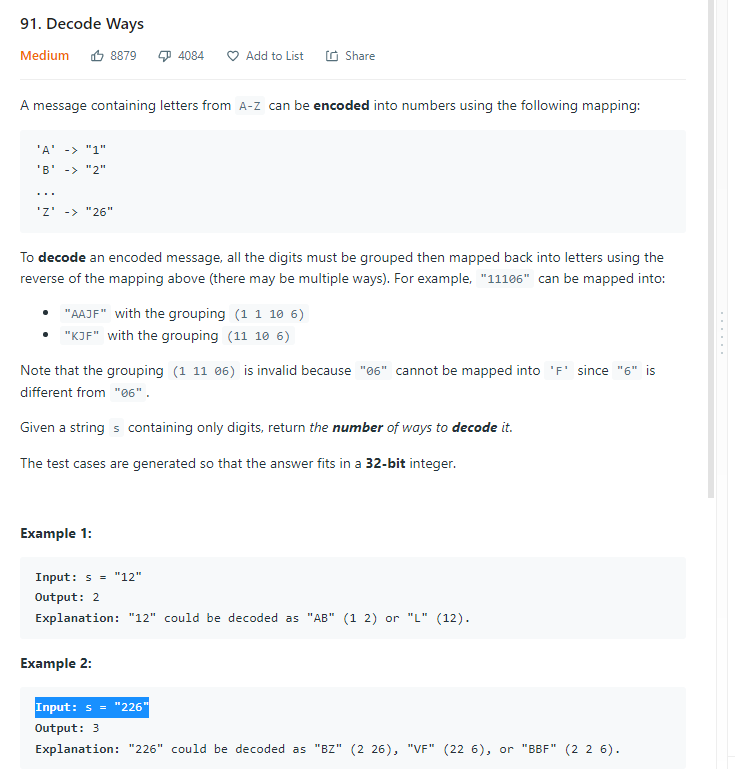 91. Decode Ways
Medium 8879 4084 Add to List Share
A message containing letters from A-Z can be encoded into numbers using the following mapping:
'A' -> "1"
'B' -> "2"
...
'Z' -> "26"
To decode an encoded message, all the digits must be grouped then mapped back into letters using the
reverse of the mapping above (there may be multiple ways). For example, "11106" can be mapped into:
• "AAJF" with the grouping (1 1 10 6)
• "KJF" with the grouping (11 10 6)
Note that the grouping (1 11 06) is invalid because "06" cannot be mapped into 'F' since "6" is
different from "06".
Given a string s containing only digits, return the number of ways to decode it.
The test cases are generated so that the answer fits in a 32-bit integer.
Example 1:
Input: s = "12"
Output: 2
Explanation: "12" could be decoded as "AB" (1 2) or "L" (12).
Example 2:
Input: s = "226"
Output: 3
Explanation: "226" could be decoded as "BZ" (2 26), "VF" (22 6), or "BBF" (2 2 6).